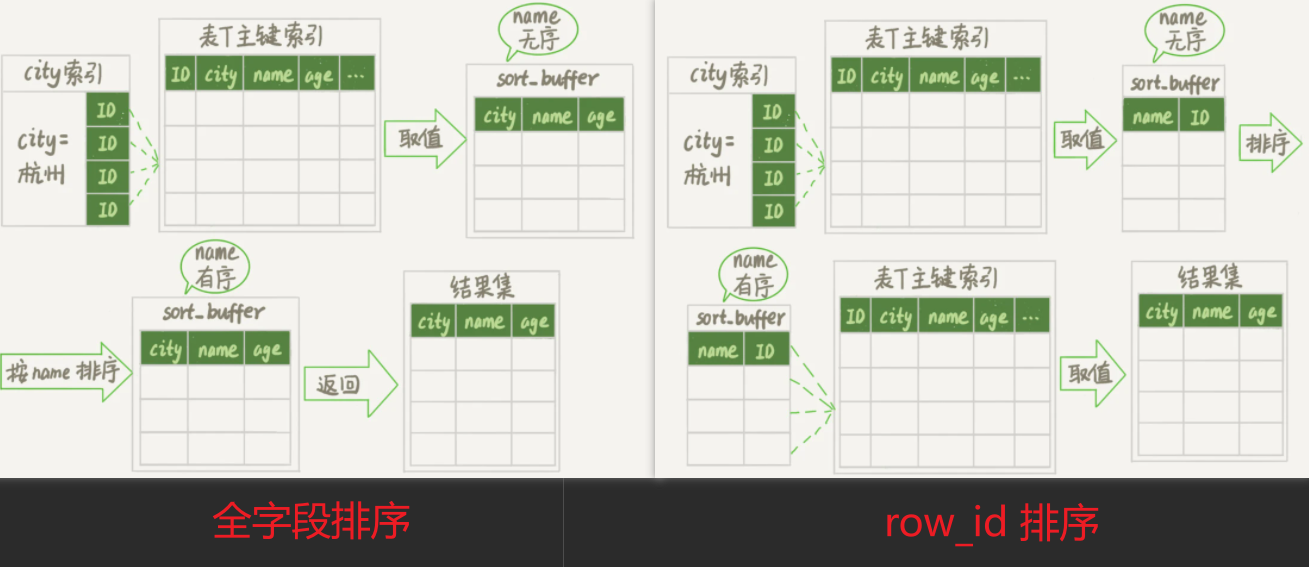 name
无序
表T主键索引
city索引
sort_buffer
ID city name age ...
city name age
city=
杭州
ID
ID
ID
ID
取值
name
有序
sort_buffer
结果集
city name age
city name age
按name排序
返回
全字段排序
name
无序
表T主键索引
city索引
sort_buffer
ID city name age ...
name ID
city=
杭州
ID
ID
ID
ID
取值
排序
name
有序
表T主键索引
结果集
sort_buffer
ID city name age ...
city name age
name ID
取值
row_id 排序